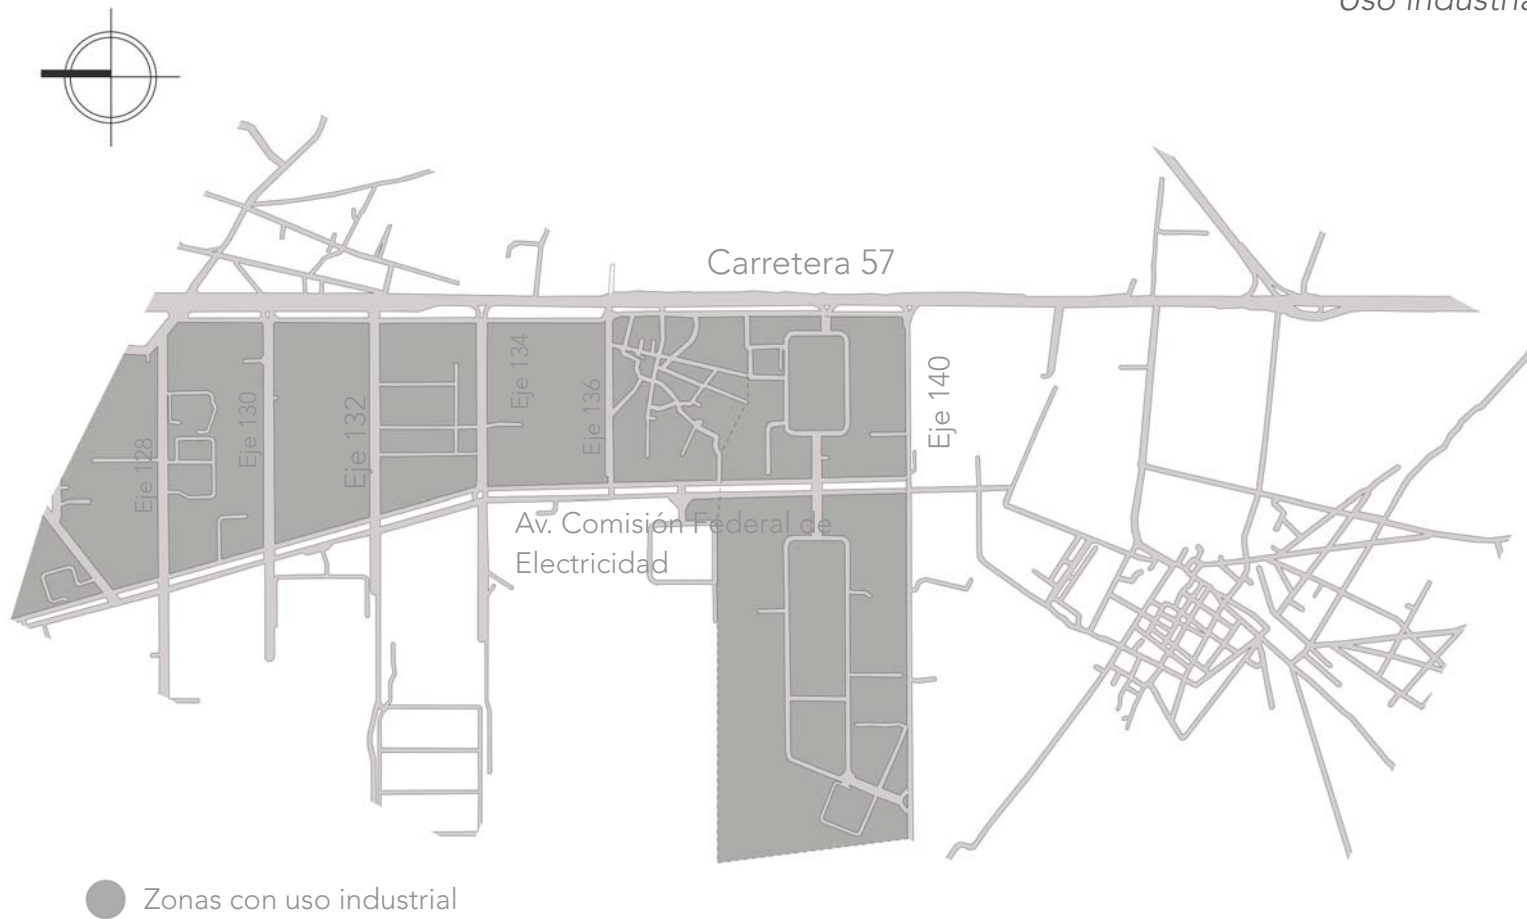 Uso industria
Carretera 57
Eje 128
Eje 130
Eje 132
Eje 134
Eje 136
Eje 140
Av. Comisión Federal de
Electricidad
Zonas con uso industrial